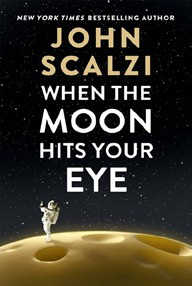 NEW YORK TIMES BESTSELLING AUTHOR
JOHN
SCALZI
WHEN THE
MOON
HITS YOUR
EYE